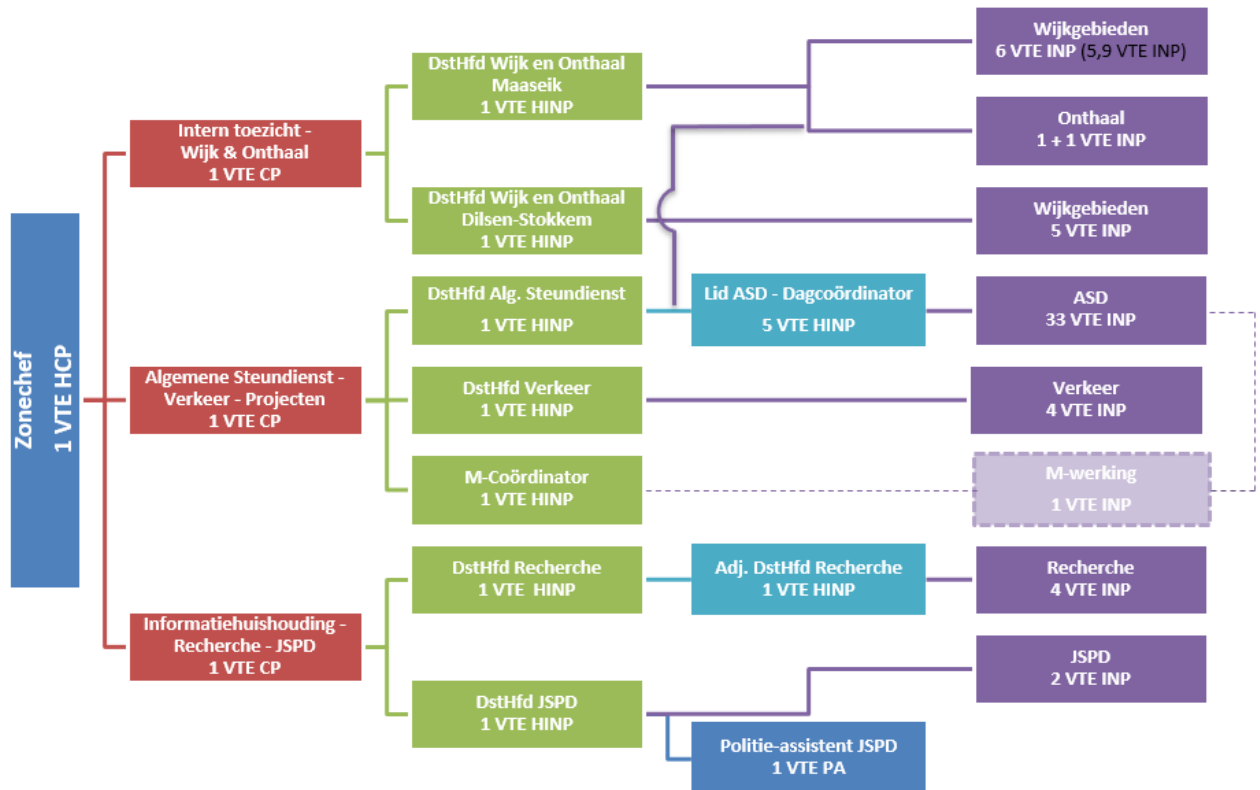 Zonechef
1 VTE HCP
Intern toezicht -
Wijk & Onthaal
1 VTE CP
Algemene Steundienst -
Verkeer - Projecten
1 VTE CP
Informatiehuishouding -
Recherche - JSPD
1 VTE CP
DstHfd Wijk en Onthaal
Maaseik
1 VTE HINP
DstHfd Wijk en Onthaal
Dilsen-Stokkem
1 VTE HINP
DstHfd Alg. Steundienst
1 VTE HINP
DstHfd Verkeer
1 VTE HINP
M-Coördinator
1 VTE HINP
DstHfd Recherche
1 VTE HINP
DstHfd JSPD
1 VTE HINP
Lid ASD - Dagcoördinator
5 VTE HINP
Adj. DstHfd Recherche
1 VTE HINP
Politie-assistent JSPD
1 VTE PA
Wijkgebieden
6 VTE INP (5,9 VTE INP)
Onthaal
1 + 1 VTE INP
Wijkgebieden
5 VTE INP
ASD
33 VTE INP
Verkeer
4 VTE INP
M-werking
1 VTE INP
Recherche
4 VTE INP
JSPD
2 VTE INP